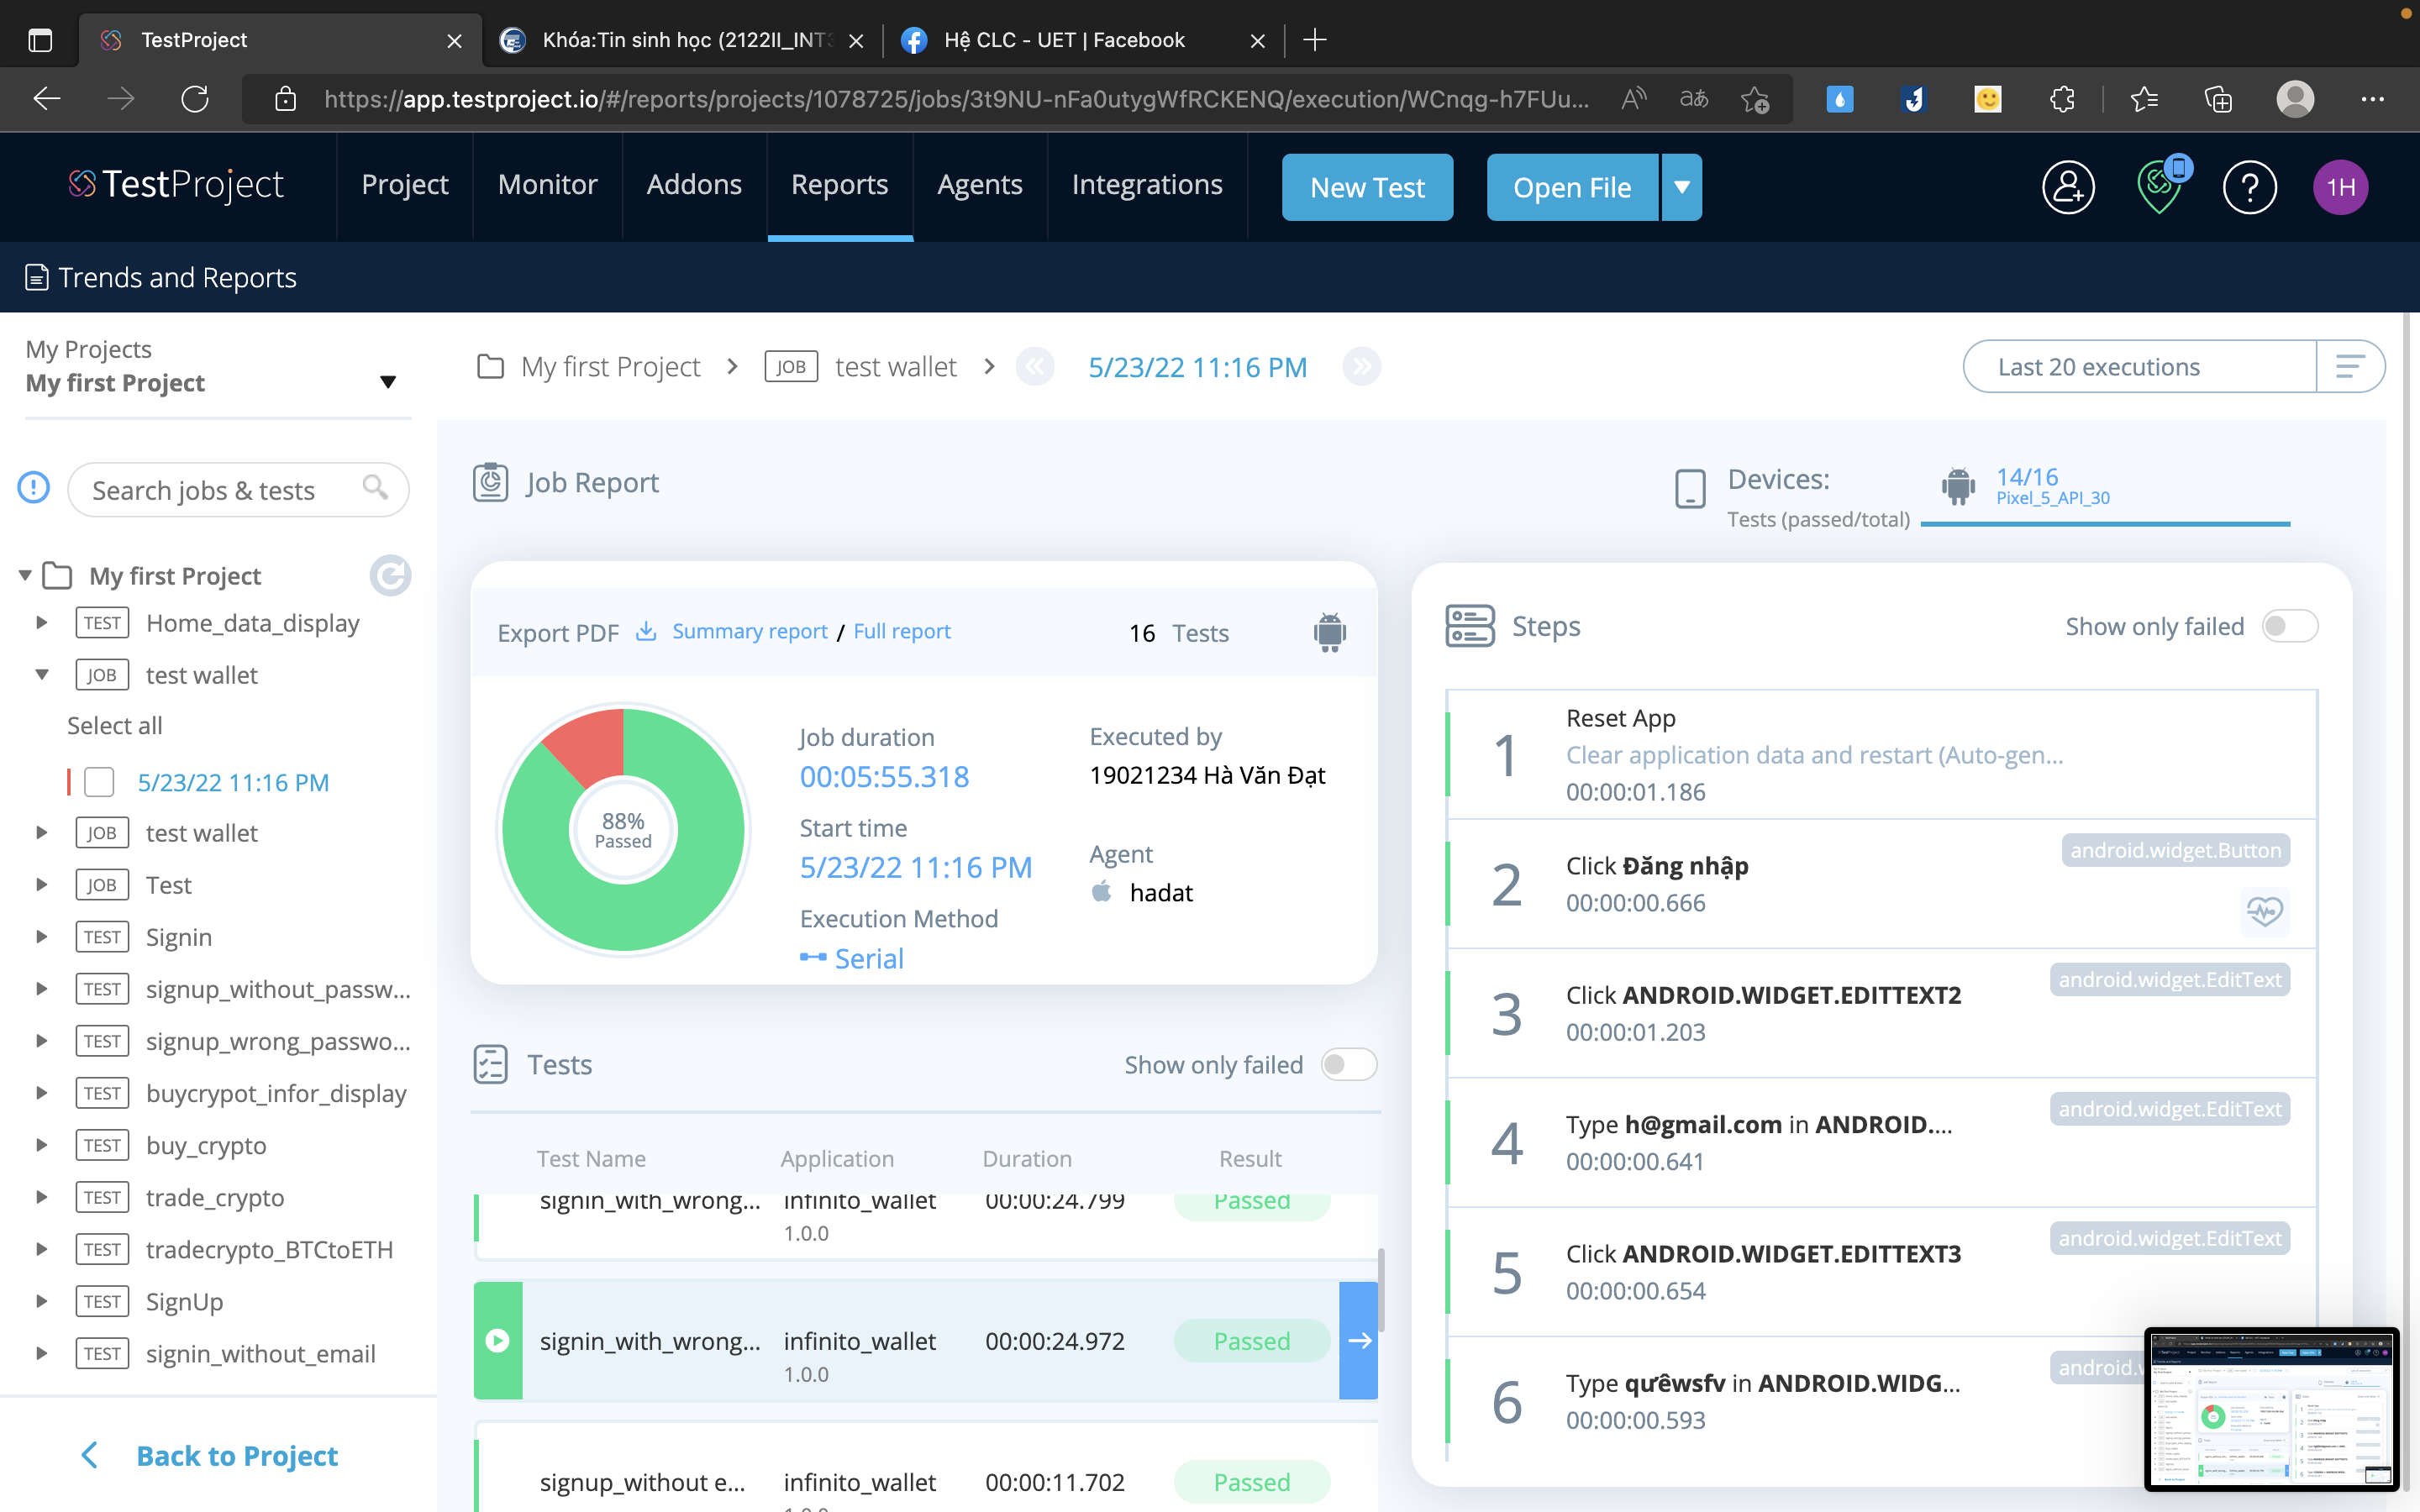 TestProject
Khóa:Tin sinh học (2122II_INT3
Hệ CLC - UET | Facebook
https://app.testproject.io/#/reports/projects/1078725/jobs/3t9NU-nFa0utygWfRCKENQ/execution/WCnqg-h7FUu...
TestProject
Project
Monitor
Addons
Reports
Agents
Integrations
New Test
Open File
1H
Trends and Reports
My Projects
My first Project
My first Project
JOB
test wallet
5/23/22 11:16 PM
Last 20 executions
Search jobs & tests
My first Project
TEST Home_data_display
JOB test wallet
Select all
5/23/22 11:16 PM
JOB test wallet
JOB Test
TEST Signin
TEST signup_without_passw...
TEST signup_wrong_passwo...
TEST buycrypot_infor_display
TEST buy_crypto
TEST trade_crypto
TEST tradecrypto_BTCtoETH
TEST SignUp
TEST signin_without_email
Back to Project
Job Report
Devices:
Tests (passed/total)
14/16
Pixel_5_API_30
Export PDF
Summary report / Full report
16 Tests
88%
Passed
Job duration
00:05:55.318
Start time
5/23/22 11:16 PM
Execution Method
Serial
Executed by
19021234 Hà Văn Đạt
Agent
hadat
Tests
Show only failed
Test Name Application Duration Result
signin_with_wrong... infinito_wallet 00:00:24.799 Passed
1.0.0
signin_with_wrong... infinito_wallet 00:00:24.972 Passed
1.0.0
signup_without e... infinito_wallet 00:00:11.702 Passed
Steps
Show only failed
1
Reset App
Clear application data and restart (Auto-gen...
00:00:01.186
2
Click Đăng nhập
00:00:00.666
android.widget.Button
3
Click ANDROID.WIDGET.EDITTEXT2
00:00:01.203
android.widget.EditText
4
Type h@gmail.com in ANDROID....
00:00:00.641
android.widget.EditText
5
Click ANDROID.WIDGET.EDITTEXT3
00:00:00.654
android.widget.EditText
6
Type qưêwsfv in ANDROID.WIDG...
00:00:00.593